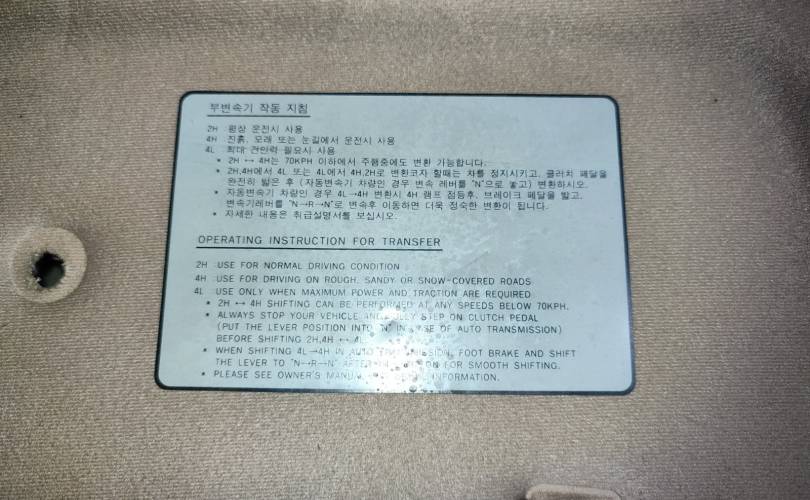 부변속기 작동 지침
2H 평상 운전시 사용
4H 진흙, 모래 또는 눈길에서 운전시 사용
4L 최대 견인력 필요시 사용
* 2H ↔ 4H는 70KPH 이하에서 주행중에도 변환 가능합니다.
* 2H,4H에서 4L 또는 4L에서 4H,2H로 변환코자 할때는 차를 정지시키고, 클러치 페달을
완전히 밟은 후 (자동변속기 차량인 경우 변속 레버를 "N"으로 놓고) 변환하시오.
* 자동변속기 차량인 경우 4L→4H 변환시 4H 램프 점등후, 브레이크 페달을 밟고,
변속기레버를 "N→R→N"로 변속후 이동하면 더욱 정숙한 변환이 됩니다.
* 자세한 내용은 취급설명서를 보십시오.
OPERATING INSTRUCTION FOR TRANSFER
2H USE FOR NORMAL DRIVING CONDITION
4H USE FOR DRIVING ON ROUGH, SANDY OR SNOW-COVERED ROADS
4L USE ONLY WHEN MAXIMUM POWER AND TRACTION ARE REQUIRED
* 2H ↔ 4H SHIFTING CAN BE PERFORMED AT ANY SPEEDS BELOW 70KPH.
* ALWAYS STOP YOUR VEHICLE AND FULLY STEP ON CLUTCH PEDAL
(PUT THE LEVER POSITION INTO "N" IN CASE OF AUTO TRANSMISSION)
BEFORE SHIFTING 2H,4H ↔ 4L
* WHEN SHIFTING 4L→4H IN AUTO TRANSMISSION, FOOT BRAKE AND SHIFT
THE LEVER TO "N→R→N" AFTER ON FOR SMOOTH SHIFTING.
* PLEASE SEE OWNER'S MANUAL INFORMATION.